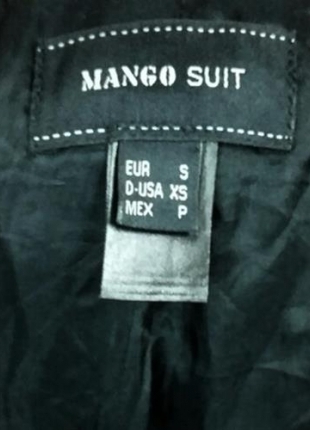 MANGO SUIT
EUR S
D-USA XS
MEX P